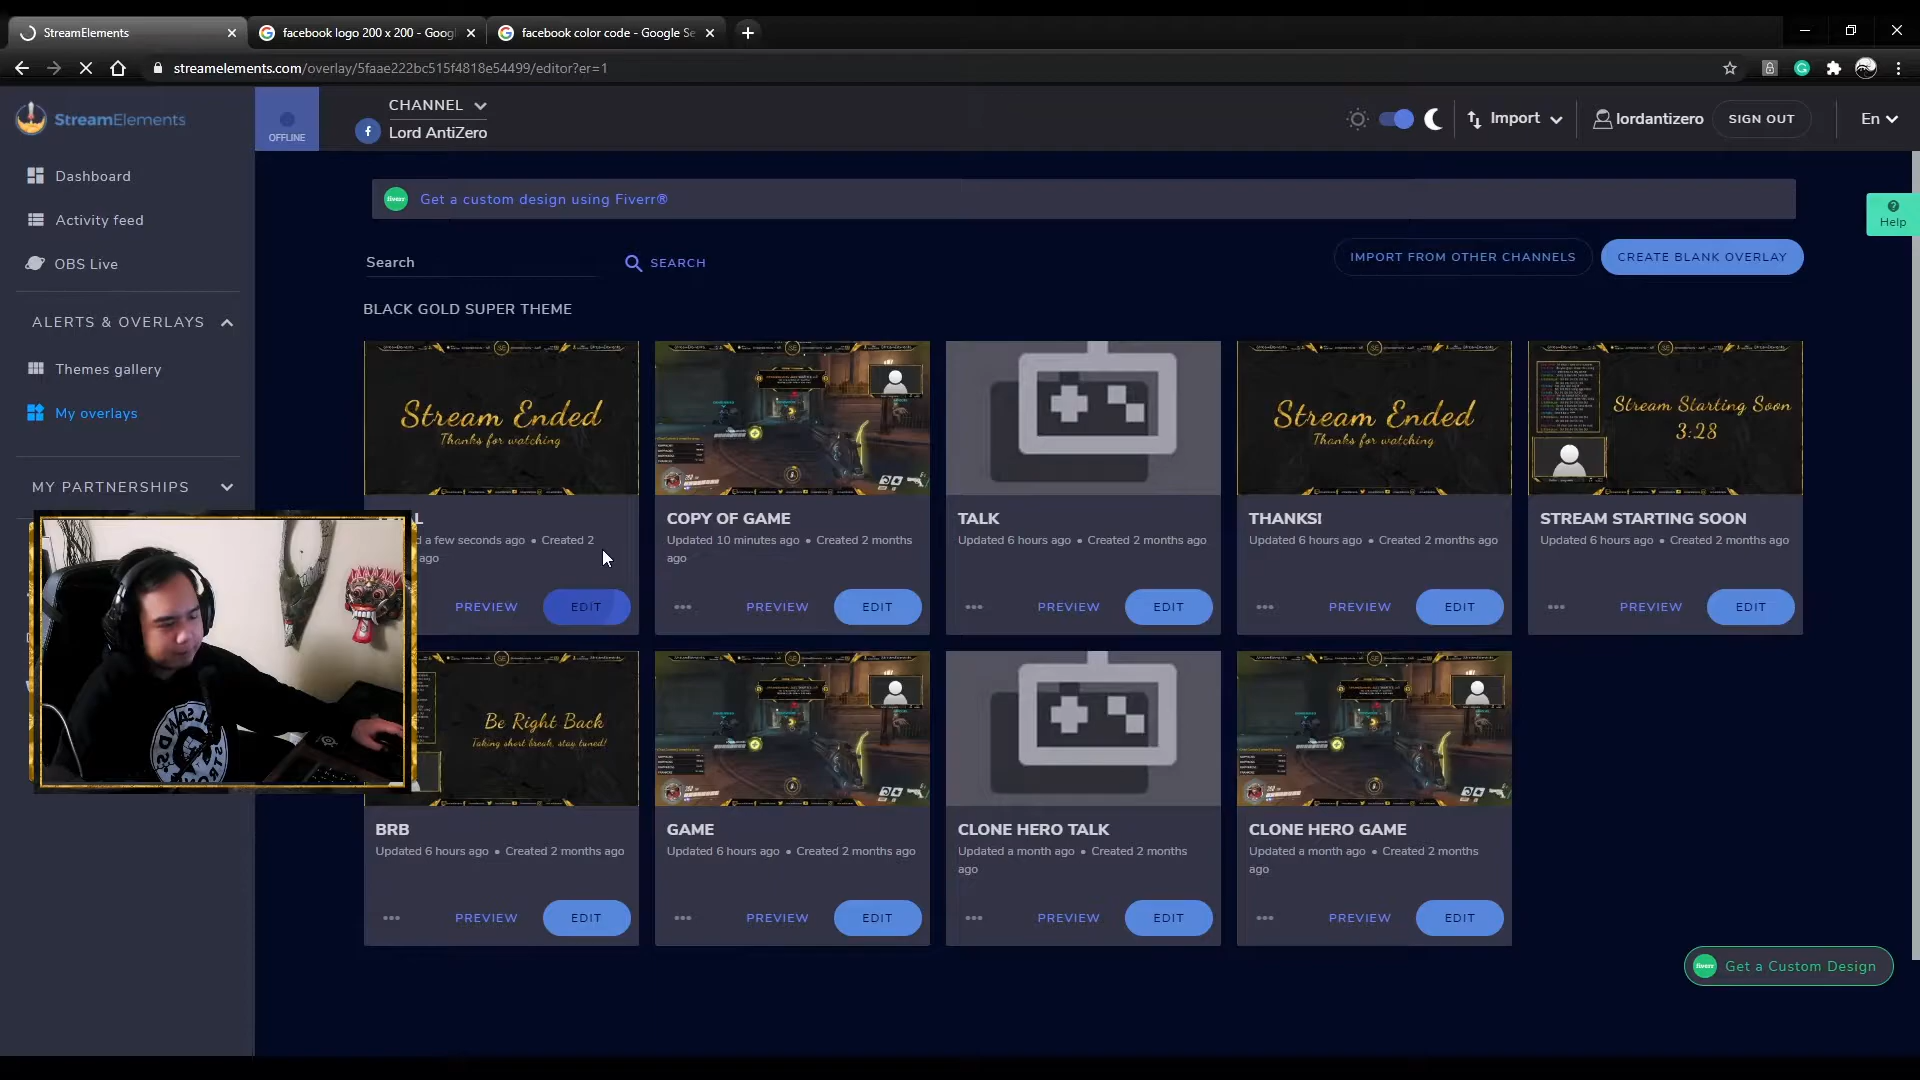 StreamElements
facebook logo 200 x 200 - Goog
facebook color code - Google Se
streamelements.com/overlay/5faae222bc515f4818e54499/editor?er=1
StreamElements
OFFLINE
CHANNEL
Lord AntiZero
Import
lordantizero
SIGN OUT
En
Dashboard
Activity feed
OBS Live
ALERTS & OVERLAYS
Themes gallery
My overlays
MY PARTNERSHIPS
fiverr
Get a custom design using Fiverr®
Help
Search
SEARCH
IMPORT FROM OTHER CHANNELS
CREATE BLANK OVERLAY
BLACK GOLD SUPER THEME
Stream Ended
Thanks for watching
Stream Ended
Thanks for watching
Stream Starting Soon
3:28
L
a few seconds ago • Created 2
ago
PREVIEW
EDIT
COPY OF GAME
Updated 10 minutes ago • Created 2 months
ago
PREVIEW
EDIT
TALK
Updated 6 hours ago • Created 2 months ago
PREVIEW
EDIT
THANKS!
Updated 6 hours ago • Created 2 months ago
PREVIEW
EDIT
STREAM STARTING SOON
Updated 6 hours ago • Created 2 months ago
PREVIEW
EDIT
Be Right Back
Taking short break, stay tuned!
BRB
Updated 6 hours ago • Created 2 months ago
PREVIEW
EDIT
GAME
Updated 6 hours ago • Created 2 months ago
PREVIEW
EDIT
CLONE HERO TALK
Updated a month ago • Created 2 months
ago
PREVIEW
EDIT
CLONE HERO GAME
Updated a month ago • Created 2 months
ago
PREVIEW
EDIT
fiverr
Get a Custom Design